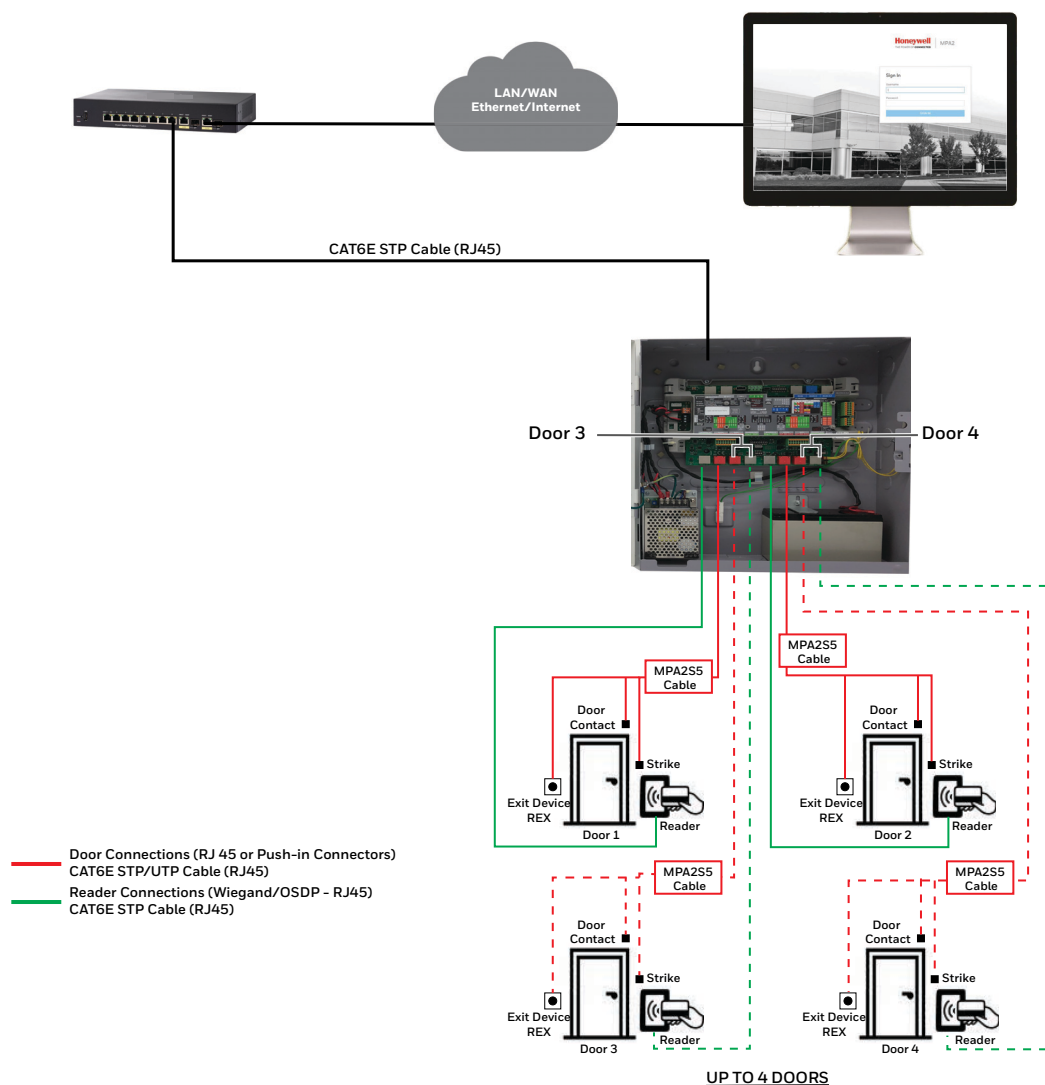 LAN/WAN
Ethernet/Internet
Honeywell
MPA2
Sign In
CAT6E STP Cable (RJ45)
Door 3
Door 4
MPA2S5
Cable
MPA2S5
Cable
Door
Contact
Strike
Exit Device
REX
Door 1
Reader
Door
Contact
Strike
Exit Device
REX
Door 2
Reader
Door Connections (RJ 45 or Push-in Connectors)
CAT6E STP/UTP Cable (RJ45)
Reader Connections (Wiegand/OSDP - RJ45)
CAT6E STP Cable (RJ45)
MPA2S5
Cable
MPA2S5
Cable
Door
Contact
Strike
Exit Device
REX
Door 3
Reader
Door
Contact
Strike
Exit Device
REX
Door 4
Reader
UP TO 4 DOORS